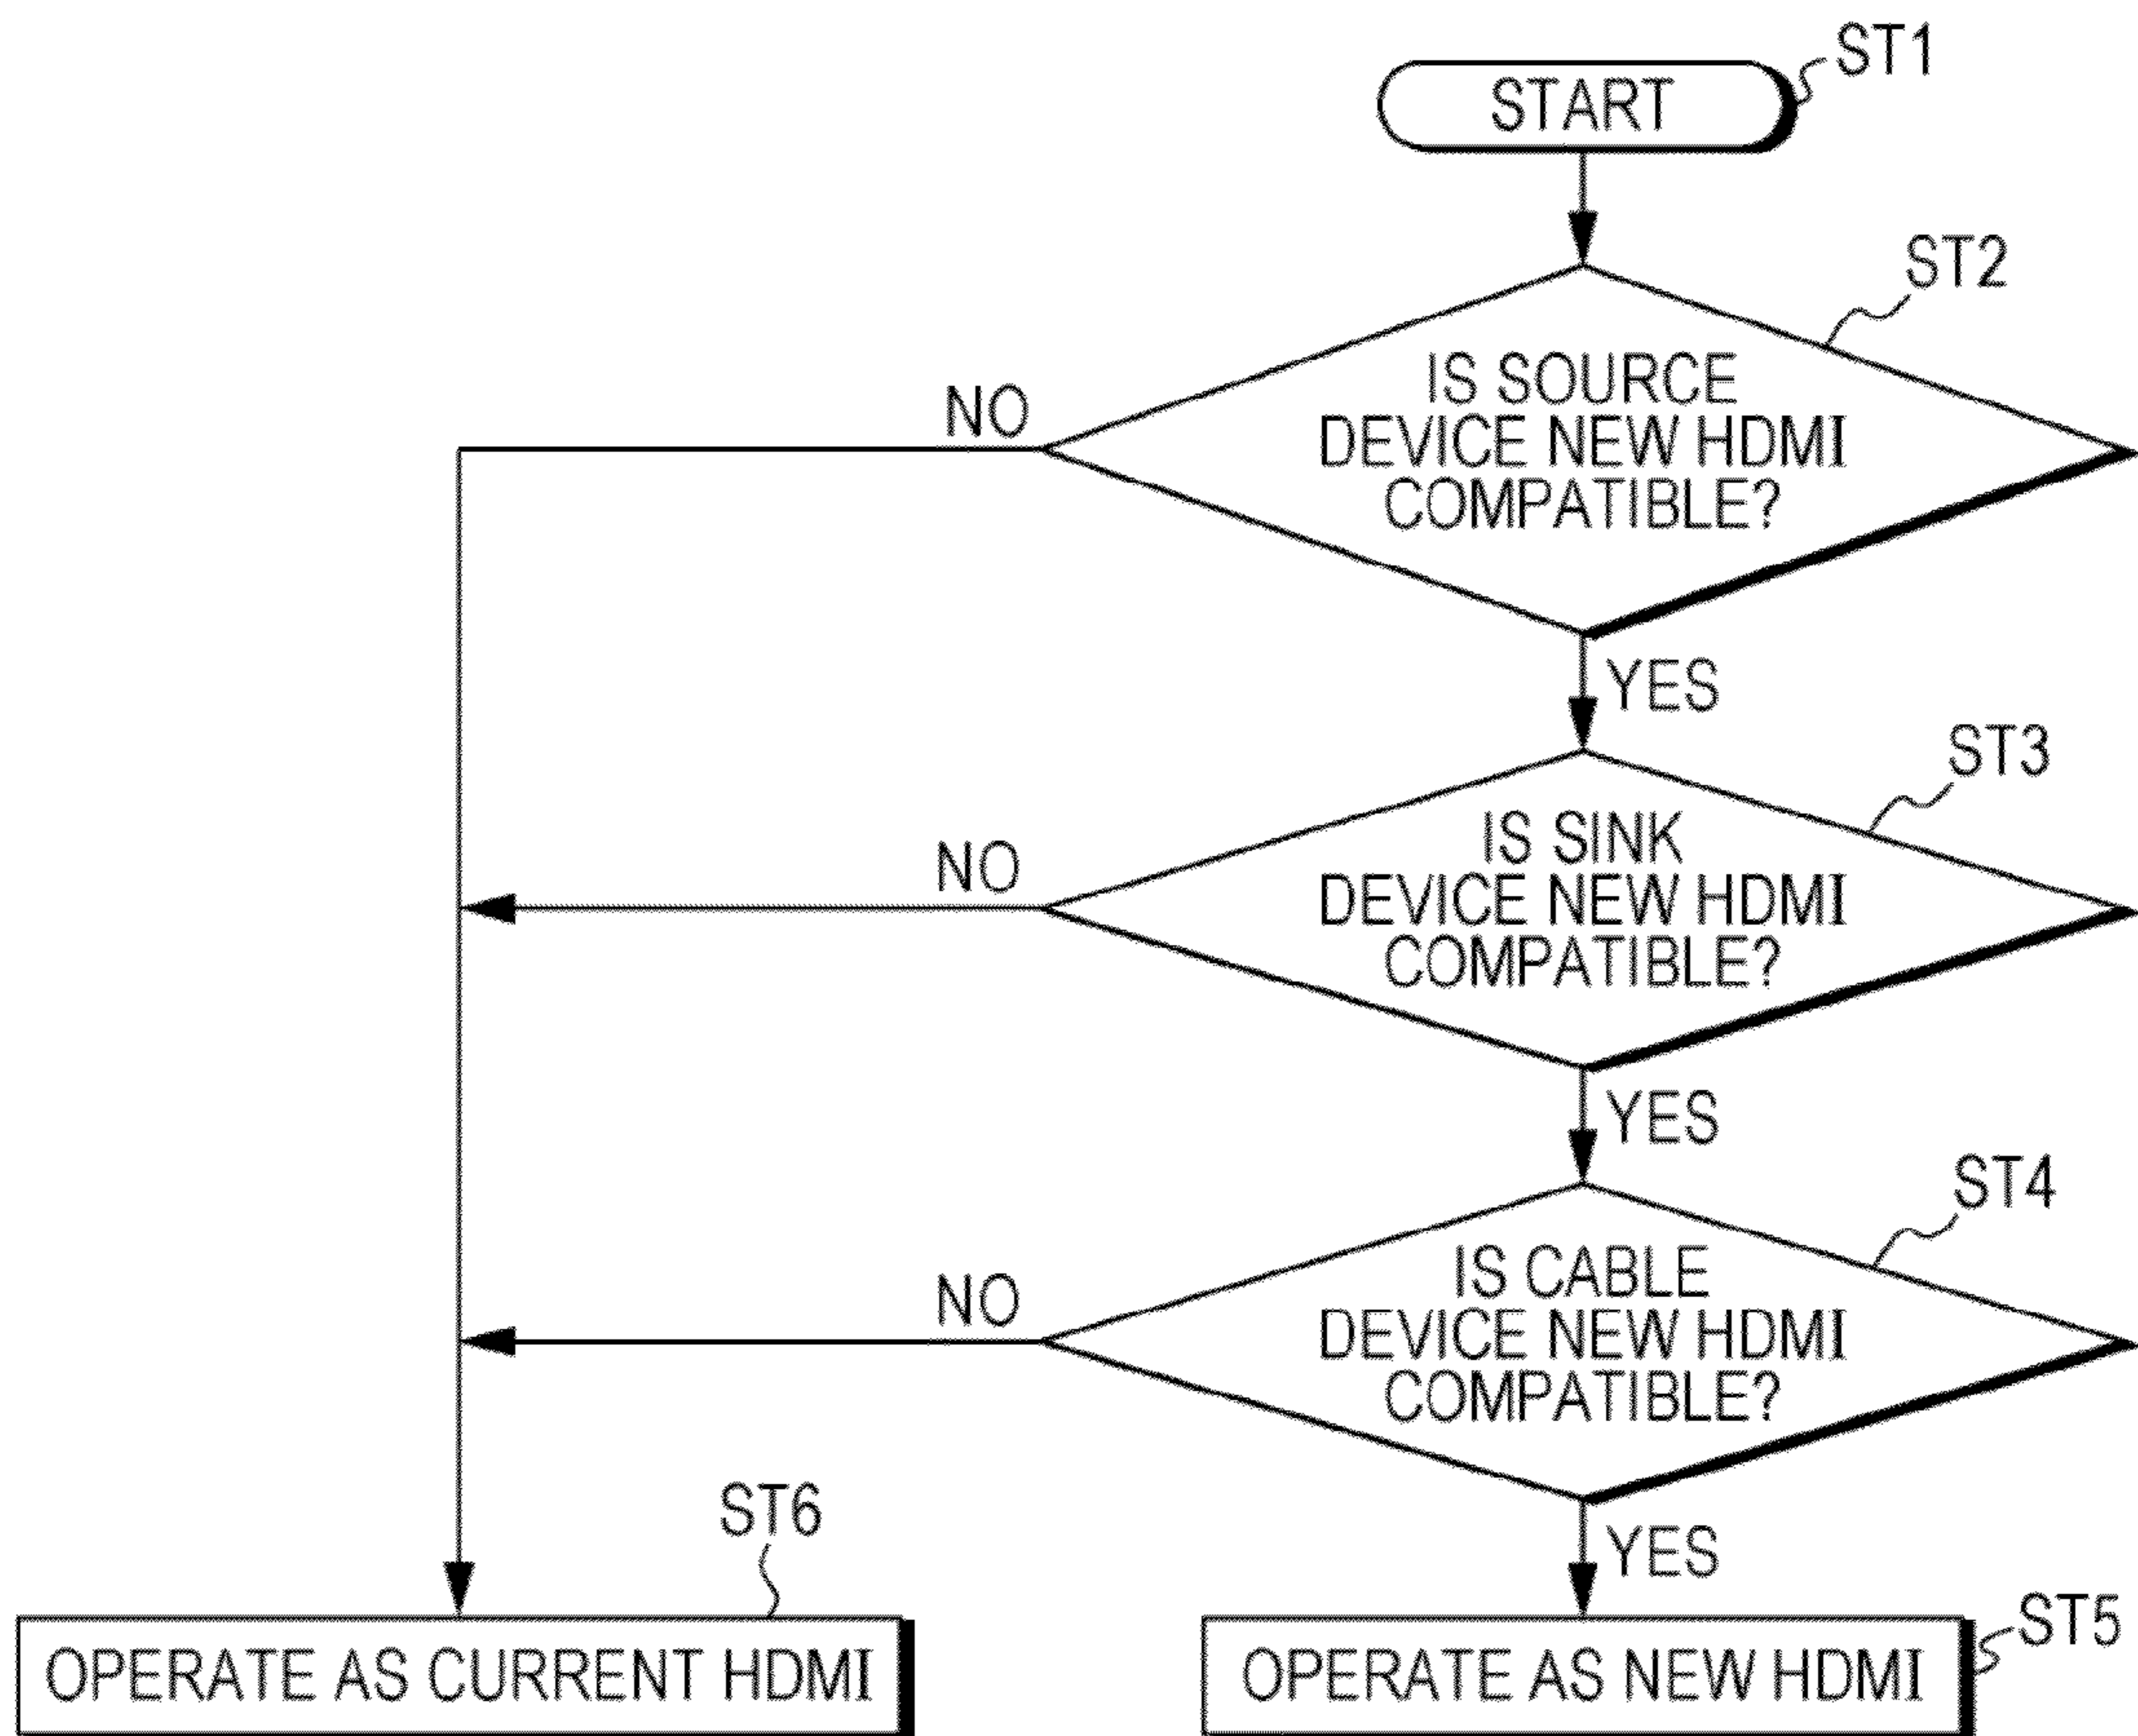 START
ST1
ST2
IS SOURCE
DEVICE NEW HDMI
COMPATIBLE?
NO
YES
ST3
IS SINK
DEVICE NEW HDMI
COMPATIBLE?
NO
YES
ST4
IS CABLE
DEVICE NEW HDMI
COMPATIBLE?
NO
YES
ST6
OPERATE AS CURRENT HDMI
ST5
OPERATE AS NEW HDMI